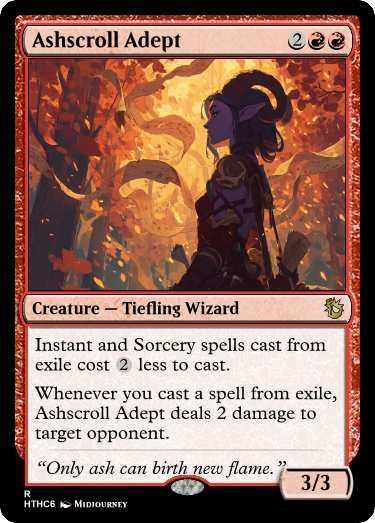 Ashscroll Adept 2
Creature — Tiefling Wizard
Instant and Sorcery spells cast from
exile cost 2 less to cast.
Whenever you cast a spell from exile,
Ashscroll Adept deals 2 damage to
target opponent.
“Only ash can birth new flame.”
3/3
R
HTHC6 Midjourney